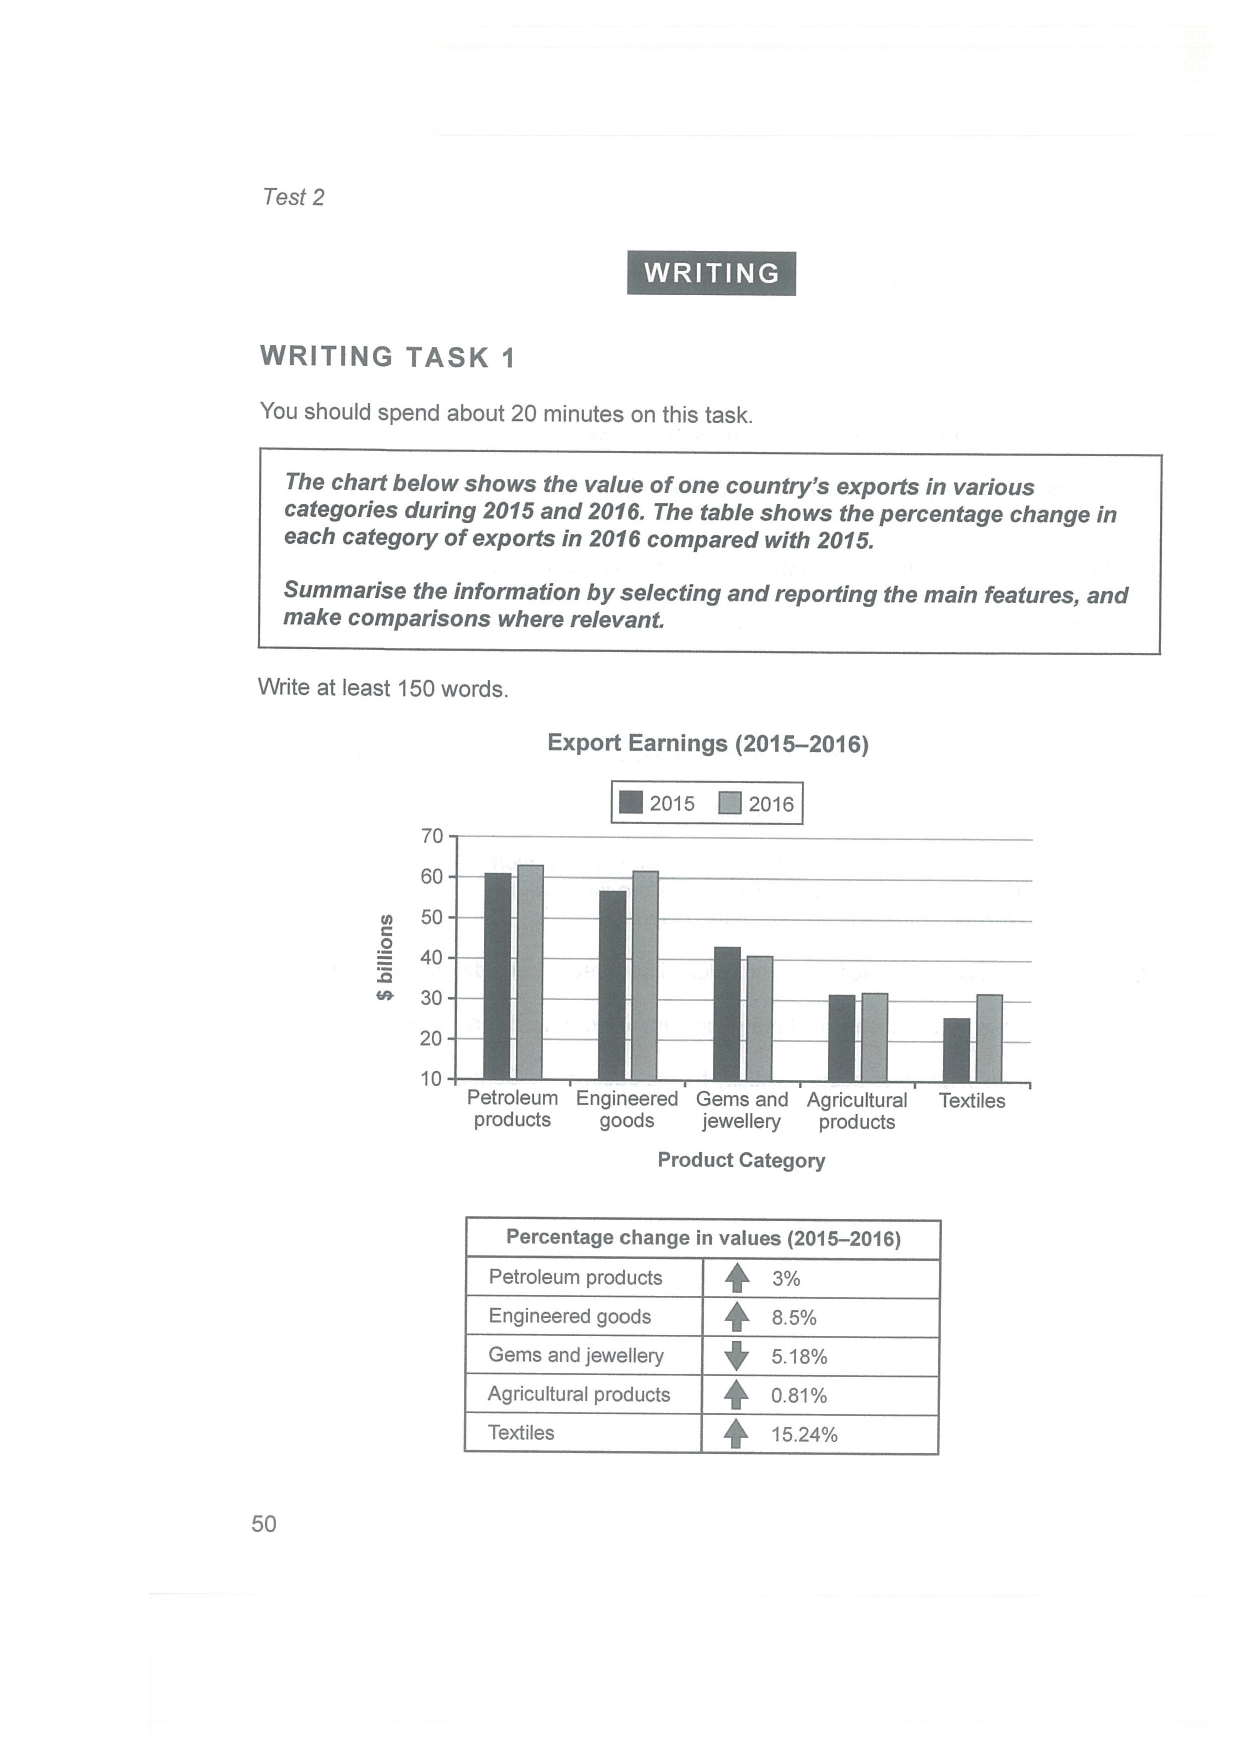 Test 2
WRITING
WRITING TASK 1
You should spend about 20 minutes on this task.
The chart below shows the value of one country's exports in various
categories during 2015 and 2016. The table shows the percentage change in
each category of exports in 2016 compared with 2015.
Summarise the information by selecting and reporting the main features, and
make comparisons where relevant.
Write at least 150 words.
Export Earnings (2015–2016)
2015 2016
70
60
50
40
30
20
10
$ billions
Petroleum products
Engineered goods
Gems and jewellery
Agricultural products
Textiles
Product Category
Percentage change in values (2015–2016)
Petroleum products 3%
Engineered goods 8.5%
Gems and jewellery 5.18%
Agricultural products 0.81%
Textiles 15.24%
50